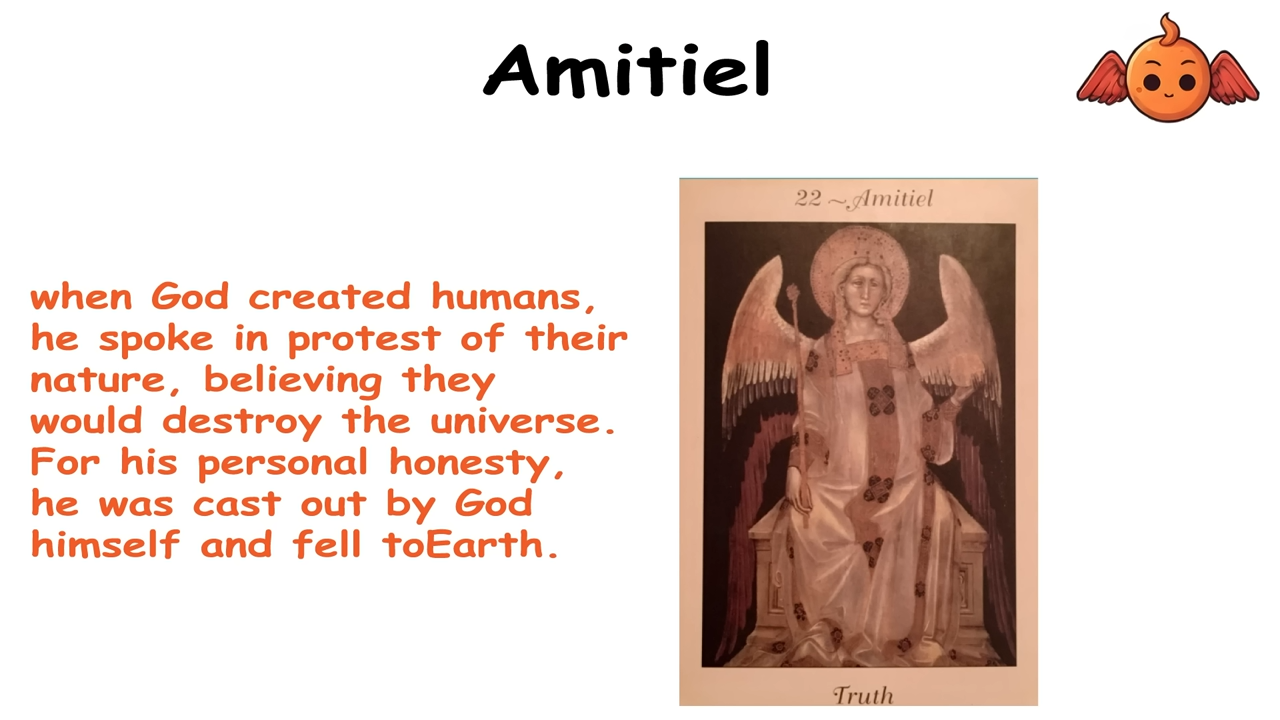 Amitiel
when God created humans,
he spoke in protest of their
nature, believing they
would destroy the universe.
For his personal honesty,
he was cast out by God
himself and fell toEarth.
22 ~ Amitiel
Truth